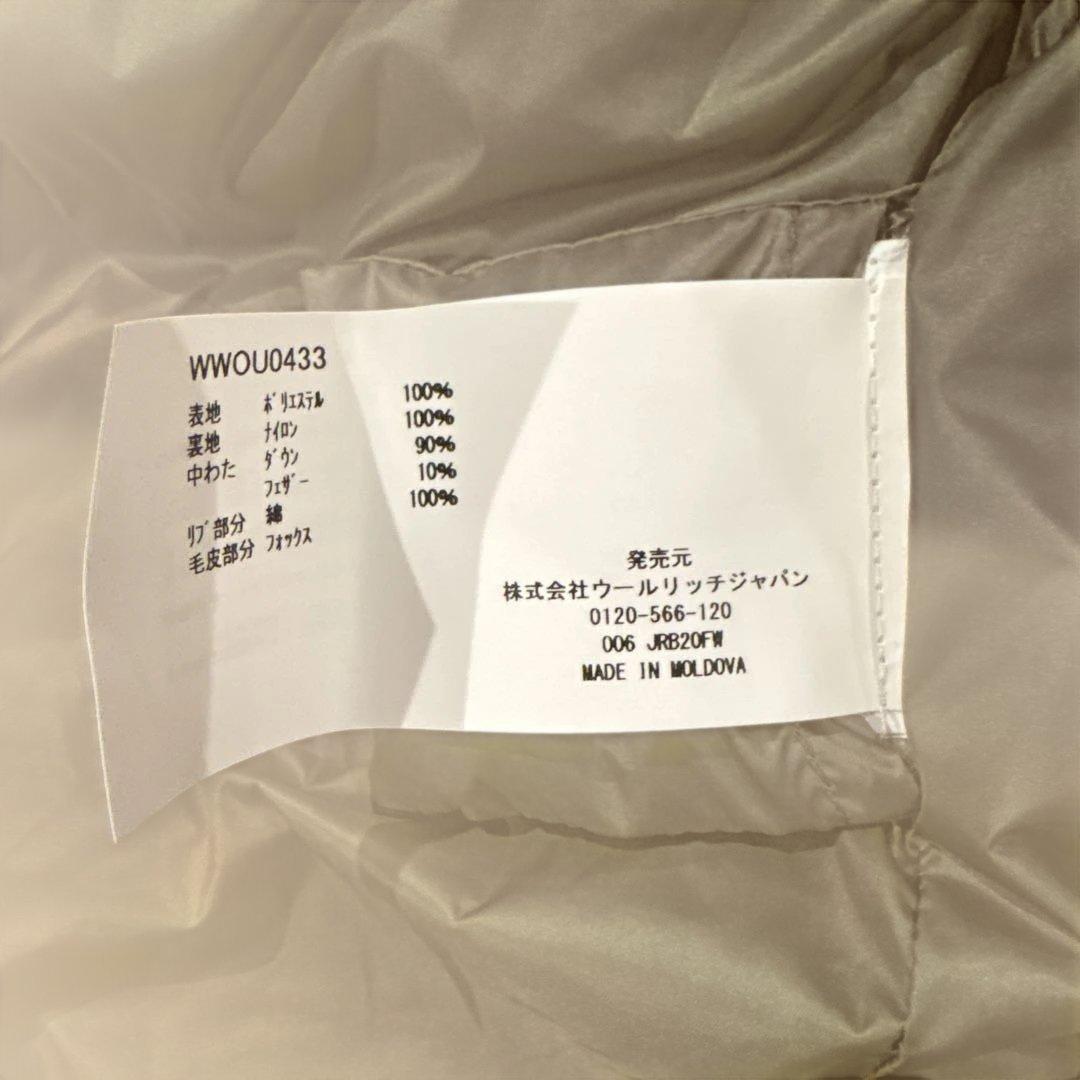 WWOU0433
表地 ﾎﾟﾘｴｽﾃﾙ 100%
裏地 ﾅｲﾛﾝ 100%
中わた ﾀﾞｳﾝ 90%
ﾌｪｻﾞｰ 10%
リブ部分 綿 100%
毛皮部分 ﾌｫｯｸｽ
発売元
株式会社ウールリッチジャパン
0120-566-120
006 JRB20FW
MADE IN MOLDOVA